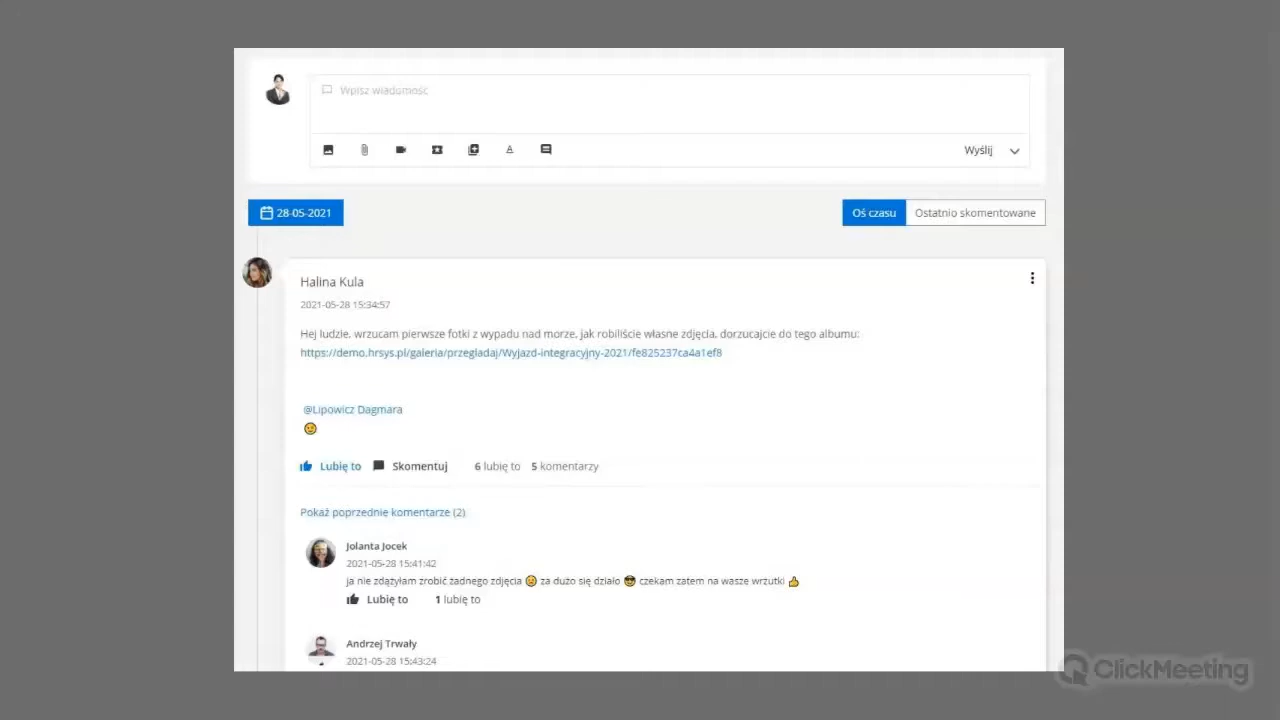 Wpisz wiadomość
Wyślij
28-05-2021
Oś czasu
Ostatnio skomentowane
Halina Kula
2021-05-28 15:34:57
Hej ludzie, wrzucam pierwsze fotki z wypadu nad morze, jak robiliście własne zdjęcia, dorzucajcie do tego albumu:
https://demo.hrsys.pl/galeria/przegladaj/Wyjazd-integracyjny-2021/fe825237ca4a1ef8
@Lipowicz Dagmara
Lubię to Skomentuj 6 lubię to 5 komentarzy
Pokaż poprzednie komentarze (2)
Jolanta Jocek
2021-05-28 15:41:42
ja nie zdążyłam zrobić żadnego zdjęcia 😥 za dużo się działo 😎 czekam zatem na wasze wrzutki 👍
Lubię to 1 lubię to
Andrzej Trwały
2021-05-28 15:43:24
ClickMeeting